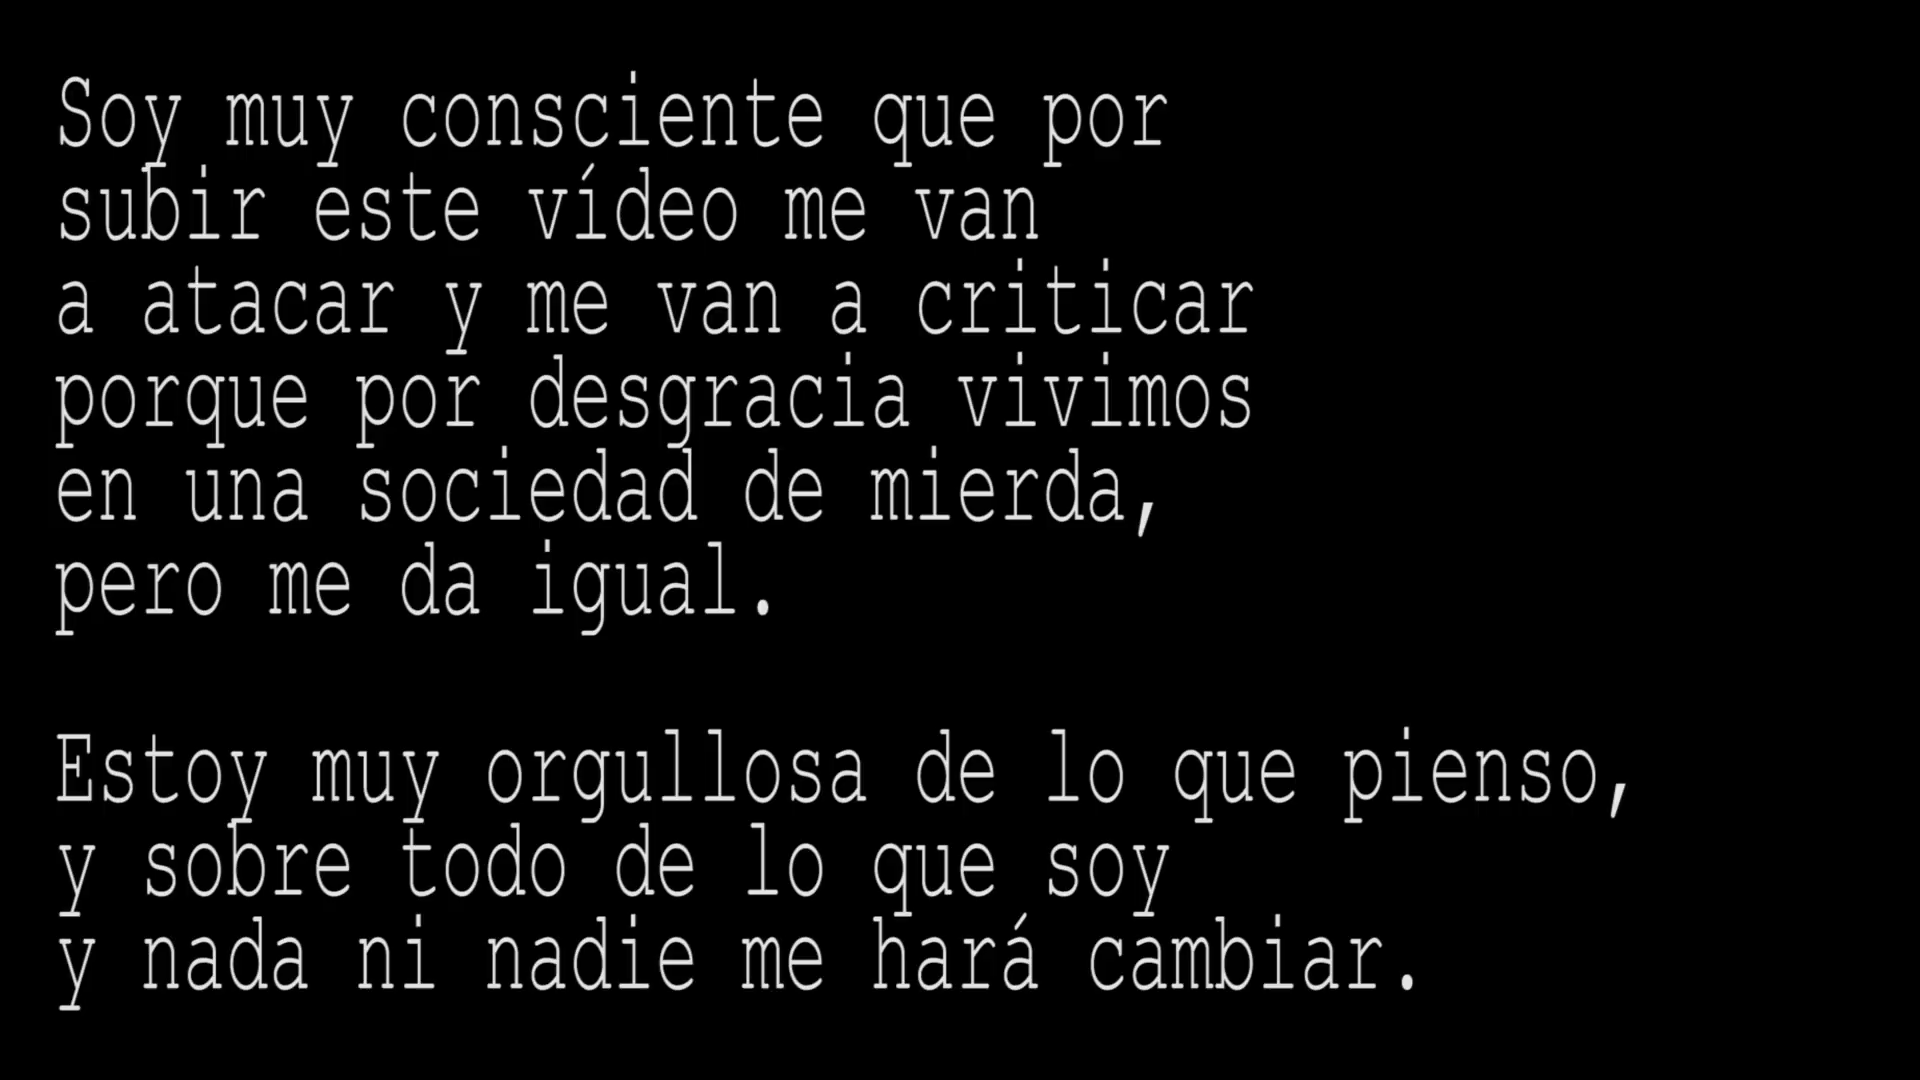 Soy muy consciente que por
subir este vídeo me van
a atacar y me van a criticar
porque por desgracia vivimos
en una sociedad de mierda,
pero me da igual.
Estoy muy orgullosa de lo que pienso,
y sobre todo de lo que soy
y nada ni nadie me hará cambiar.